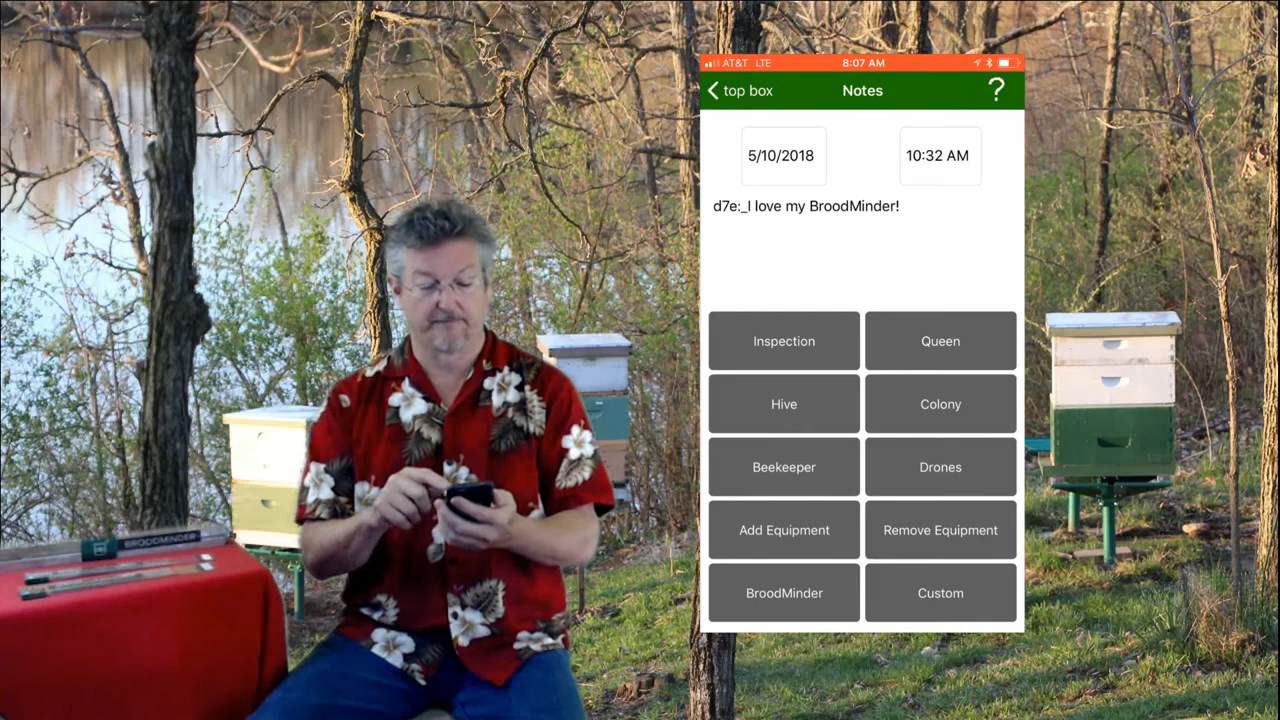 AT&T LTE 8:07 AM
top box Notes ?
5/10/2018 10:32 AM
d7e:_I love my BroodMinder!
Inspection Queen
Hive Colony
Beekeeper Drones
Add Equipment Remove Equipment
BroodMinder Custom
BROODMINDER